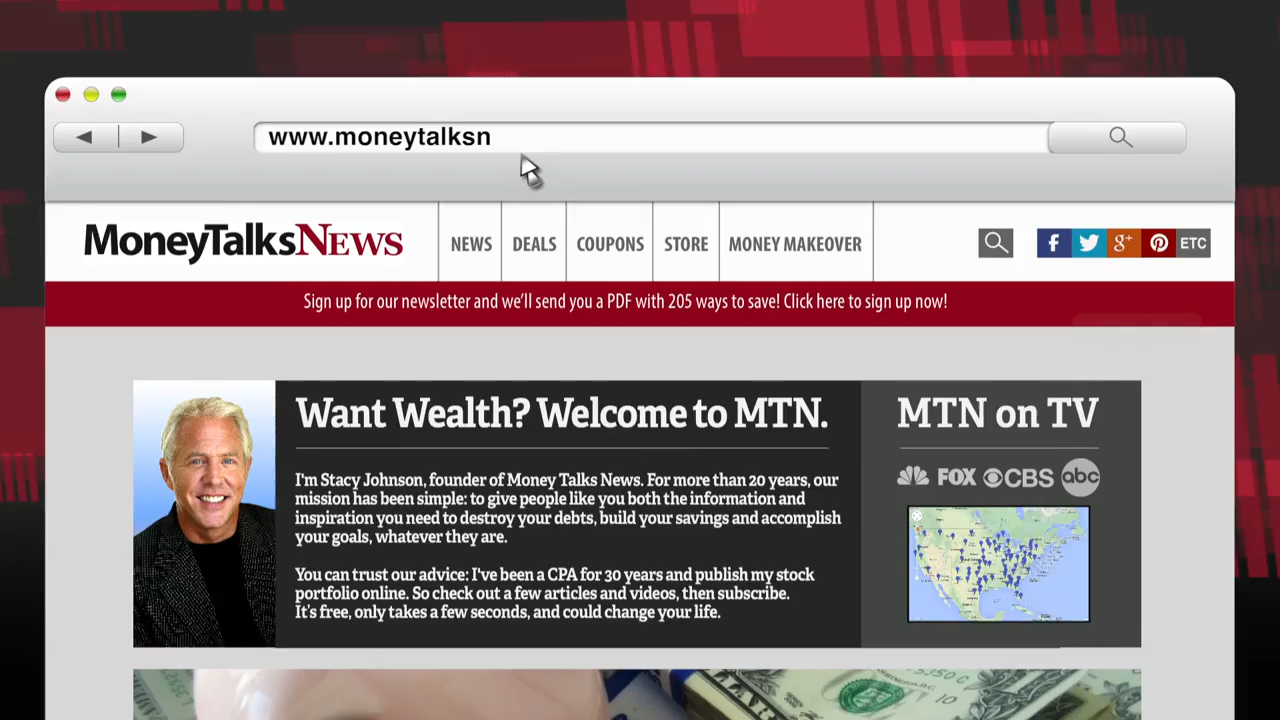 www.moneytalksn
MoneyTalksNews
NEWS
DEALS
COUPONS
STORE
MONEY MAKEOVER
f
g+
ETC
Sign up for our newsletter and we'll send you a PDF with 205 ways to save! Click here to sign up now!
Want Wealth? Welcome to MTN.
I'm Stacy Johnson, founder of Money Talks News. For more than 20 years, our
mission has been simple: to give people like you both the information and
inspiration you need to destroy your debts, build your savings and accomplish
your goals, whatever they are.
You can trust our advice: I've been a CPA for 30 years and publish my stock
portfolio online. So check out a few articles and videos, then subscribe.
It's free, only takes a few seconds, and could change your life.
MTN on TV
FOX
CBS
abc